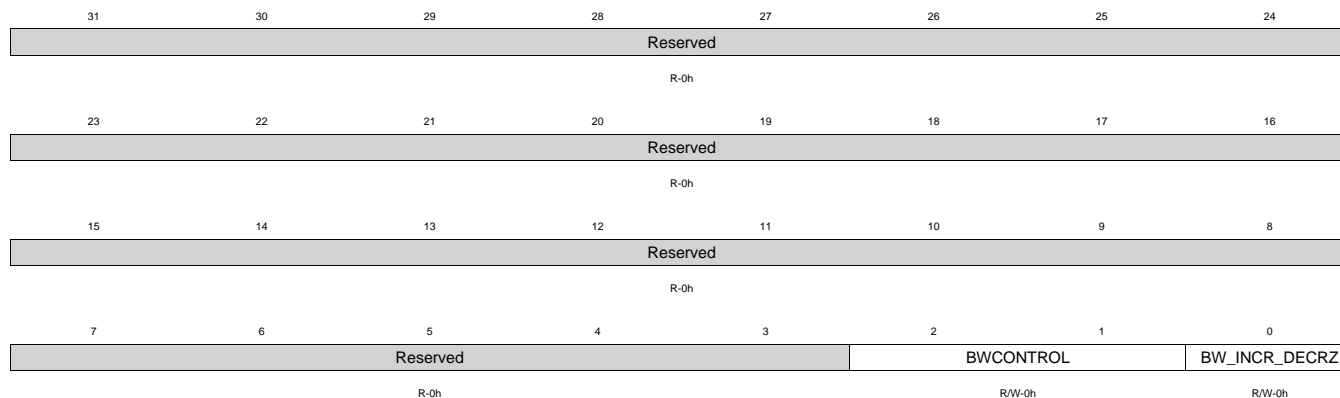 31 30 29 28 27 26 25 24
Reserved
R-0h
23 22 21 20 19 18 17 16
Reserved
R-0h
15 14 13 12 11 10 9 8
Reserved
R-0h
7 6 5 4 3 2 1 0
Reserved BWCONTROL BW_INCR_DECRZ
R-0h R/W-0h R/W-0h